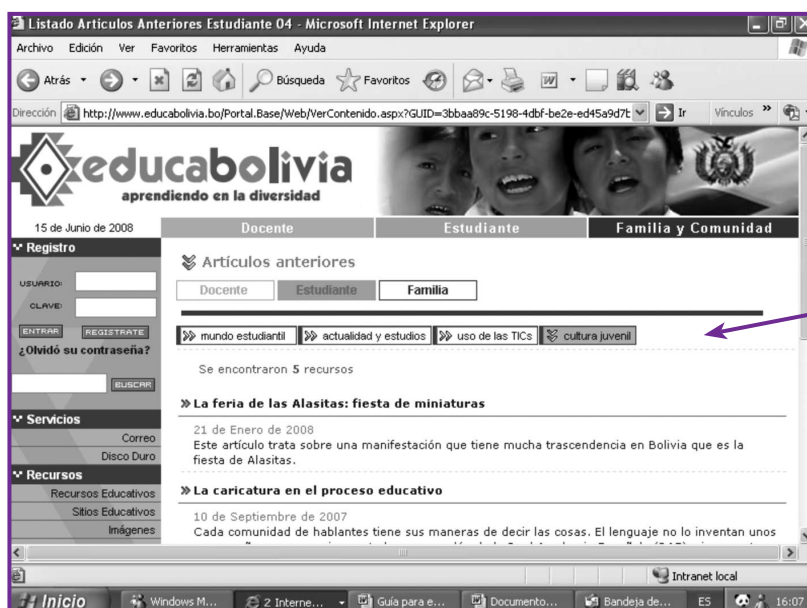 Listado Articulos Anteriores Estudiante 04 - Microsoft Internet Explorer
Archivo Edición Ver Favoritos Herramientas Ayuda
Atrás Búsqueda Favoritos
Dirección http://www.educabolivia.bo/Portal.Base/Web/VerContenido.aspx?GUID=3bbaa89c-5198-4dbf-be2e-ed45a9d7b Ir Vínculos »
educabolivia
aprendiendo en la diversidad
15 de Junio de 2008
Docente Estudiante Familia y Comunidad
Registro
USUARIO:
CLAVE:
ENTRAR REGISTRATE
¿Olvidó su contraseña?
BUSCAR
Servicios
Correo
Disco Duro
Recursos
Recursos Educativos
Sitios Educativos
Imágenes
Artículos anteriores
Docente Estudiante Familia
mundo estudiantil actualidad y estudios uso de las TICs cultura juvenil
Se encontraron 5 recursos
La feria de las Alasitas: fiesta de miniaturas
21 de Enero de 2008
Este artículo trata sobre una manifestación que tiene mucha trascendencia en Bolivia que es la
fiesta de Alasitas.
La caricatura en el proceso educativo
10 de Septiembre de 2007
Cada comunidad de hablantes tiene sus maneras de decir las cosas. El lenguaje no lo inventan unos
Intranet local
Inicio Windows M... 2 Interne... Guía para e... Documento... Bandeja de... ES 16:07